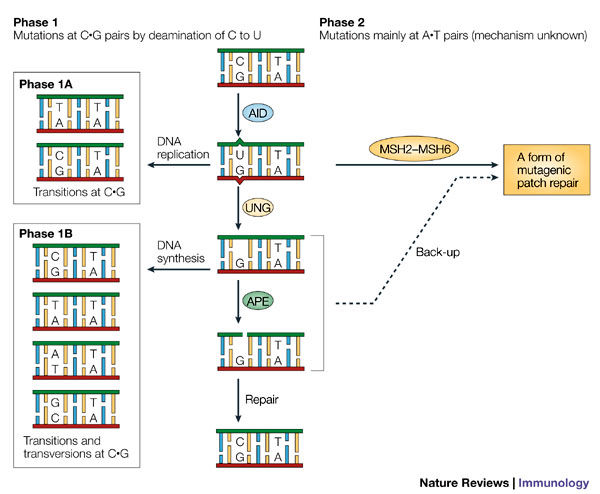 Phase 1
Mutations at C•G pairs by deamination of C to U
Phase 2
Mutations mainly at A•T pairs (mechanism unknown)
C T
G A
Phase 1A
T T
A A
C T
G A
Transitions at C•G
AID
DNA
replication
U T
G A
MSH2–MSH6
A form of
mutagenic
patch repair
UNG
Phase 1B
C T
G A
T T
A A
A T
T A
G T
C A
Transitions and
transversions at C•G
DNA
synthesis
T
G A
Back-up
APE
T
G A
Repair
C T
G A
Nature Reviews | Immunology